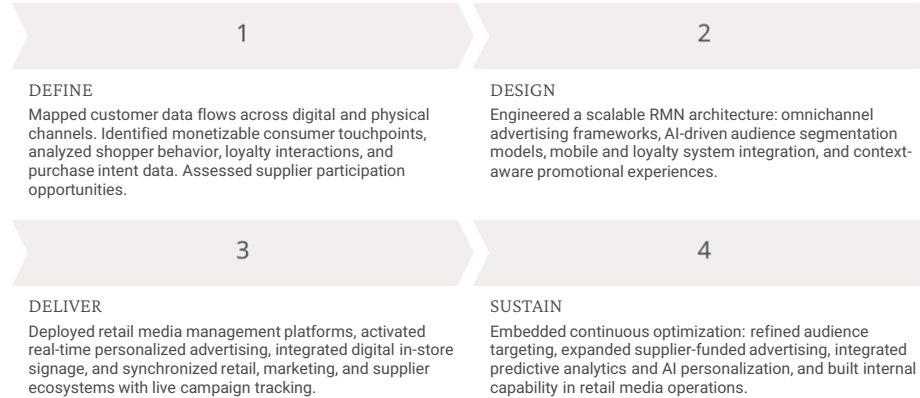 1
DEFINE
Mapped customer data flows across digital and physical
channels. Identified monetizable consumer touchpoints,
analyzed shopper behavior, loyalty interactions, and
purchase intent data. Assessed supplier participation
opportunities.
2
DESIGN
Engineered a scalable RMN architecture: omnichannel
advertising frameworks, AI-driven audience segmentation
models, mobile and loyalty system integration, and context-
aware promotional experiences.
3
DELIVER
Deployed retail media management platforms, activated
real-time personalized advertising, integrated digital in-store
signage, and synchronized retail, marketing, and supplier
ecosystems with live campaign tracking.
4
SUSTAIN
Embedded continuous optimization: refined audience
targeting, expanded supplier-funded advertising, integrated
predictive analytics and AI personalization, and built internal
capability in retail media operations.